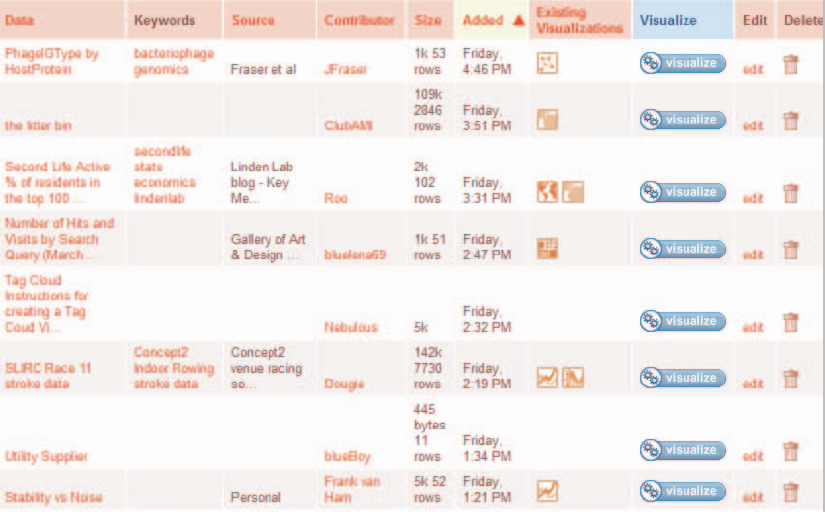 Data Keywords Source Contributor Size Added Existing Visualizations Visualize Edit Delete
PhageIGType by
HostProtein
bacteriophage
genomics
Fraser et al
JFraser
1k 53
rows
Friday,
4:46 PM
visualize
edit
the litter bin
ClubAMI
109k
2846
rows
Friday,
3:51 PM
visualize
edit
Second Life Active
% of residents in
the top 100 ...
secondlife
stats
economics
lindenlab
Linden Lab
blog - Key
Me...
Roo
2k
102
rows
Friday,
3:31 PM
visualize
edit
Number of Hits and
Visits by Search
Query (March ...
Gallery of Art
& Design ...
bluelena69
1k 51
rows
Friday,
2:47 PM
visualize
edit
Tag Cloud
Instructions for
creating a Tag
Coud Vi...
Nebulous
5k
Friday,
2:32 PM
visualize
edit
SLIRC Race 11
stroke data
Concept2
Indoor Rowing
stroke data
Concept2
venue racing
so...
Dougie
142k
7730
rows
Friday,
2:19 PM
visualize
edit
Utility Supplier
blueBoy
445
bytes
11
rows
Friday,
1:34 PM
visualize
edit
Stability vs Noise
Personal
Frank van
Ham
5k 52
rows
Friday,
1:21 PM
visualize
edit